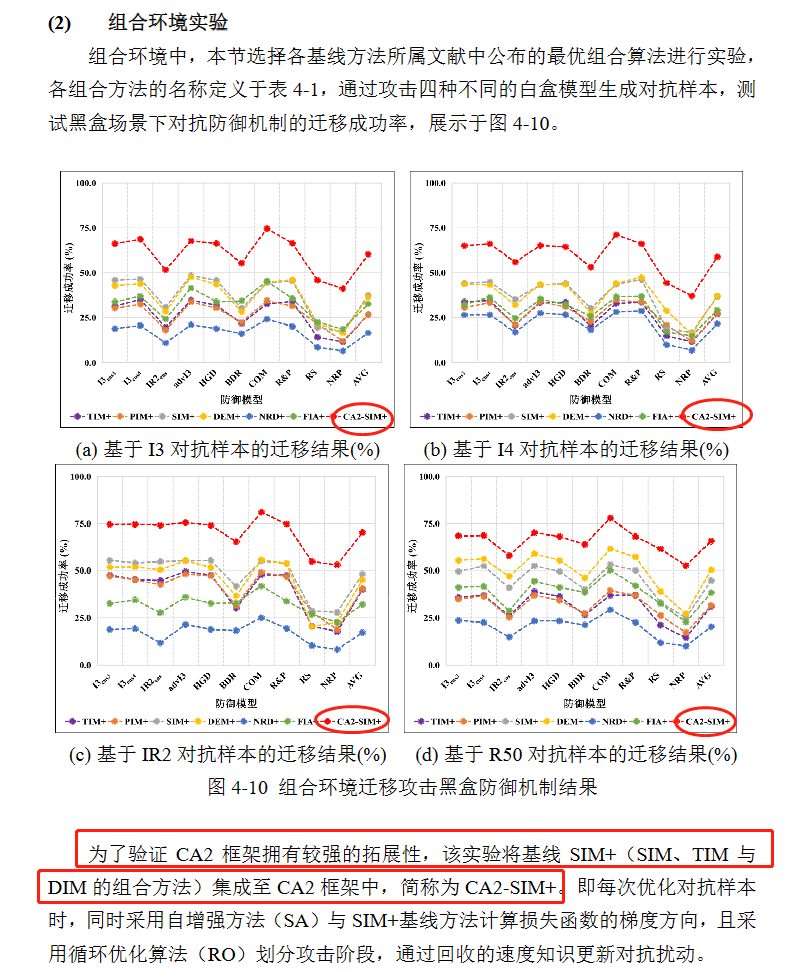 (2) 组合环境实验
组合环境中，本节选择各基线方法所属文献中公布的最优组合算法进行实验，
各组合方法的名称定义于表 4-1，通过攻击四种不同的白盒模型生成对抗样本，测
试黑盒场景下对抗防御机制的迁移成功率，展示于图 4-10。
100.0
75.0
50.0
25.0
0.0
迁移成功率 (%)
I3ens3 I3ens4 IR2ens advI3 HGD BDR COM R&P RS NRP AVG
防御模型
TIM+ PIM+ SIM+ DEM+ NRD+ FIA+ CA2-SIM+
(a) 基于 I3 对抗样本的迁移结果(%)
100.0
75.0
50.0
25.0
0.0
迁移成功率 (%)
I3ens3 I3ens4 IR2ens advI3 HGD BDR COM R&P RS NRP AVG
防御模型
TIM+ PIM+ SIM+ DEM+ NRD+ FIA+ CA2-SIM+
(b) 基于 I4 对抗样本的迁移结果(%)
100.0
75.0
50.0
25.0
0.0
迁移成功率 (%)
I3ens3 I3ens4 IR2ens advI3 HGD BDR COM R&P RS NRP AVG
TIM+ PIM+ SIM+ DEM+ NRD+ FIA+ CA2-SIM+
(c) 基于 IR2 对抗样本的迁移结果(%)
100.0
75.0
50.0
25.0
0.0
迁移成功率 (%)
I3ens3 I3ens4 IR2ens advI3 HGD BDR COM R&P RS NRP AVG
TIM+ PIM+ SIM+ DEM+ NRD+ FIA+ CA2-SIM+
(d) 基于 R50 对抗样本的迁移结果(%)
图 4-10 组合环境迁移攻击黑盒防御机制结果
为了验证 CA2 框架拥有较强的拓展性，该实验将基线 SIM+（SIM、TIM 与
DIM 的组合方法）集成至 CA2 框架中，简称为 CA2-SIM+。即每次优化对抗样本
时，同时采用自增强方法（SA）与 SIM+基线方法计算损失函数的梯度方向，且采
用循环优化算法（RO）划分攻击阶段，通过回收的速度知识更新对抗扰动。